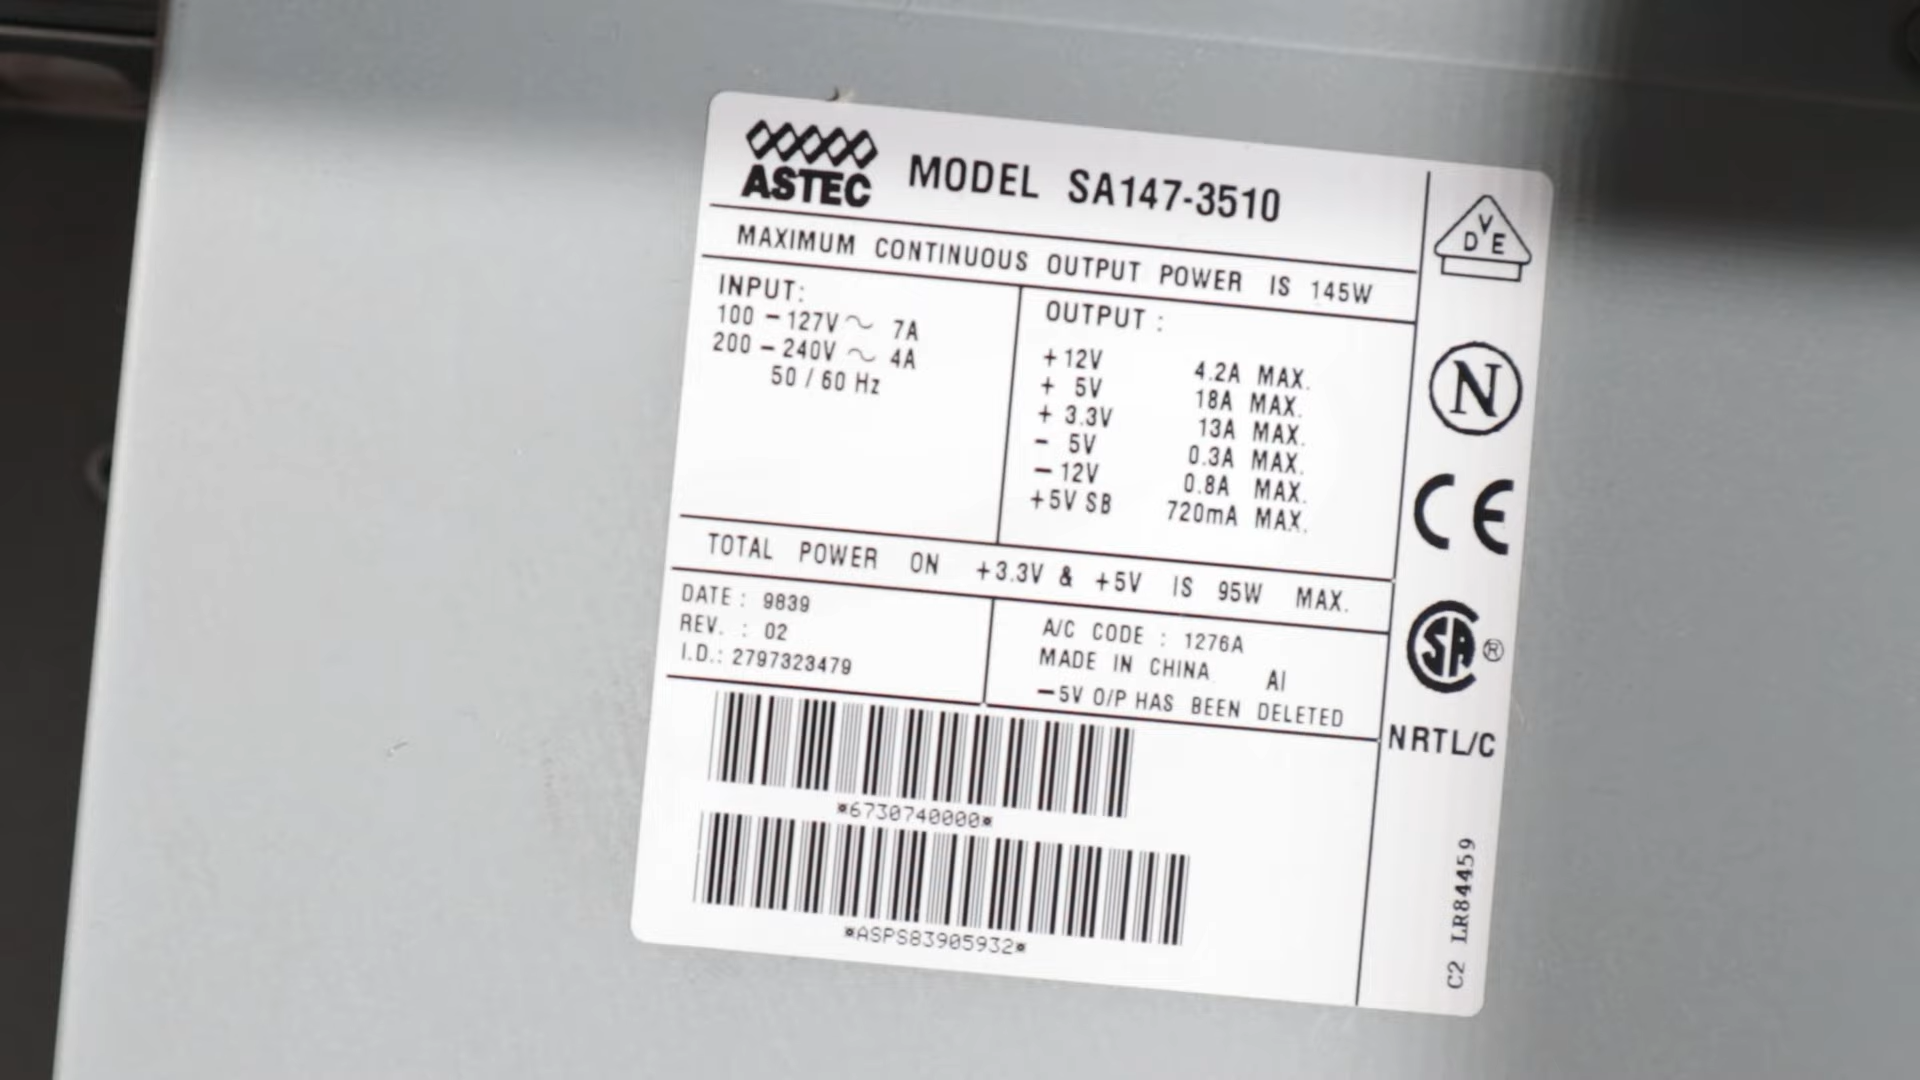 ASTEC MODEL SA147-3510
MAXIMUM CONTINUOUS OUTPUT POWER IS 145W
INPUT:
100 – 127V ~ 7A
200 – 240V ~ 4A
50 / 60 Hz
OUTPUT :
+ 12V 4.2A MAX.
+ 5V 18A MAX.
+ 3.3V 13A MAX.
- 5V 0.3A MAX.
– 12V 0.8A MAX.
+5V SB 720mA MAX.
TOTAL POWER ON +3.3V & +5V IS 95W MAX.
DATE : 9839
REV. : 02
I.D.: 2797323479
A/C CODE : 1276A
MADE IN CHINA AI
–5V O/P HAS BEEN DELETED
*6730740000*
*ASPS83905932*
DVE
N
CE
SA®
NRTL/C
C2 LR84459